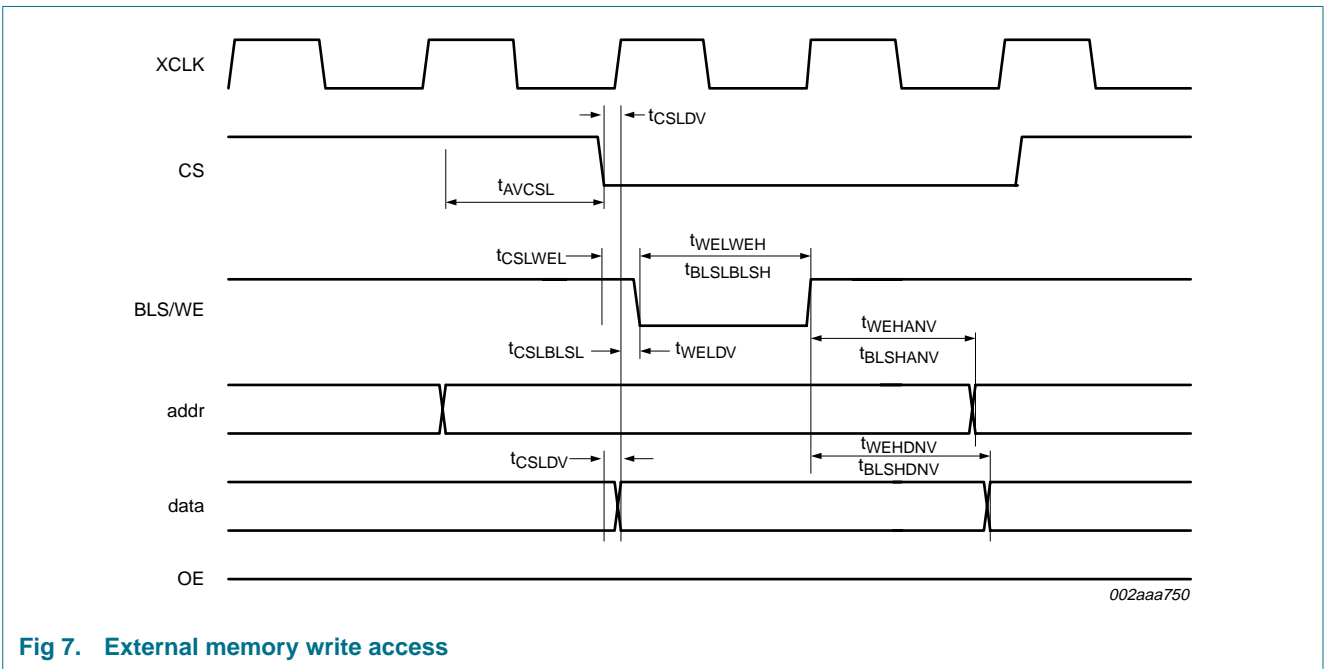 XCLK
tCSLDV
CS
tAVCSL
tCSLWEL
tWELWEH
tBLSLBLSH
BLS/WE
tCSLBLSL
tWELDV
tWEHANV
tBLSHANV
addr
tCSLDV
tWEHDNV
tBLSHDNV
data
OE
002aaa750
Fig 7. External memory write access